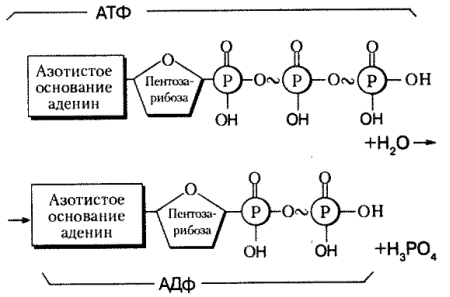 АТФ
O O O O
Азотистое
основание
аденин
Пентоза-
рибоза
P O~ P O~ P OH
OH OH OH
+H₂O →
O O O
Азотистое
основание
аденин
Пентоза-
рибоза
P O~ P OH
OH OH
+H₃PO₄
АДф